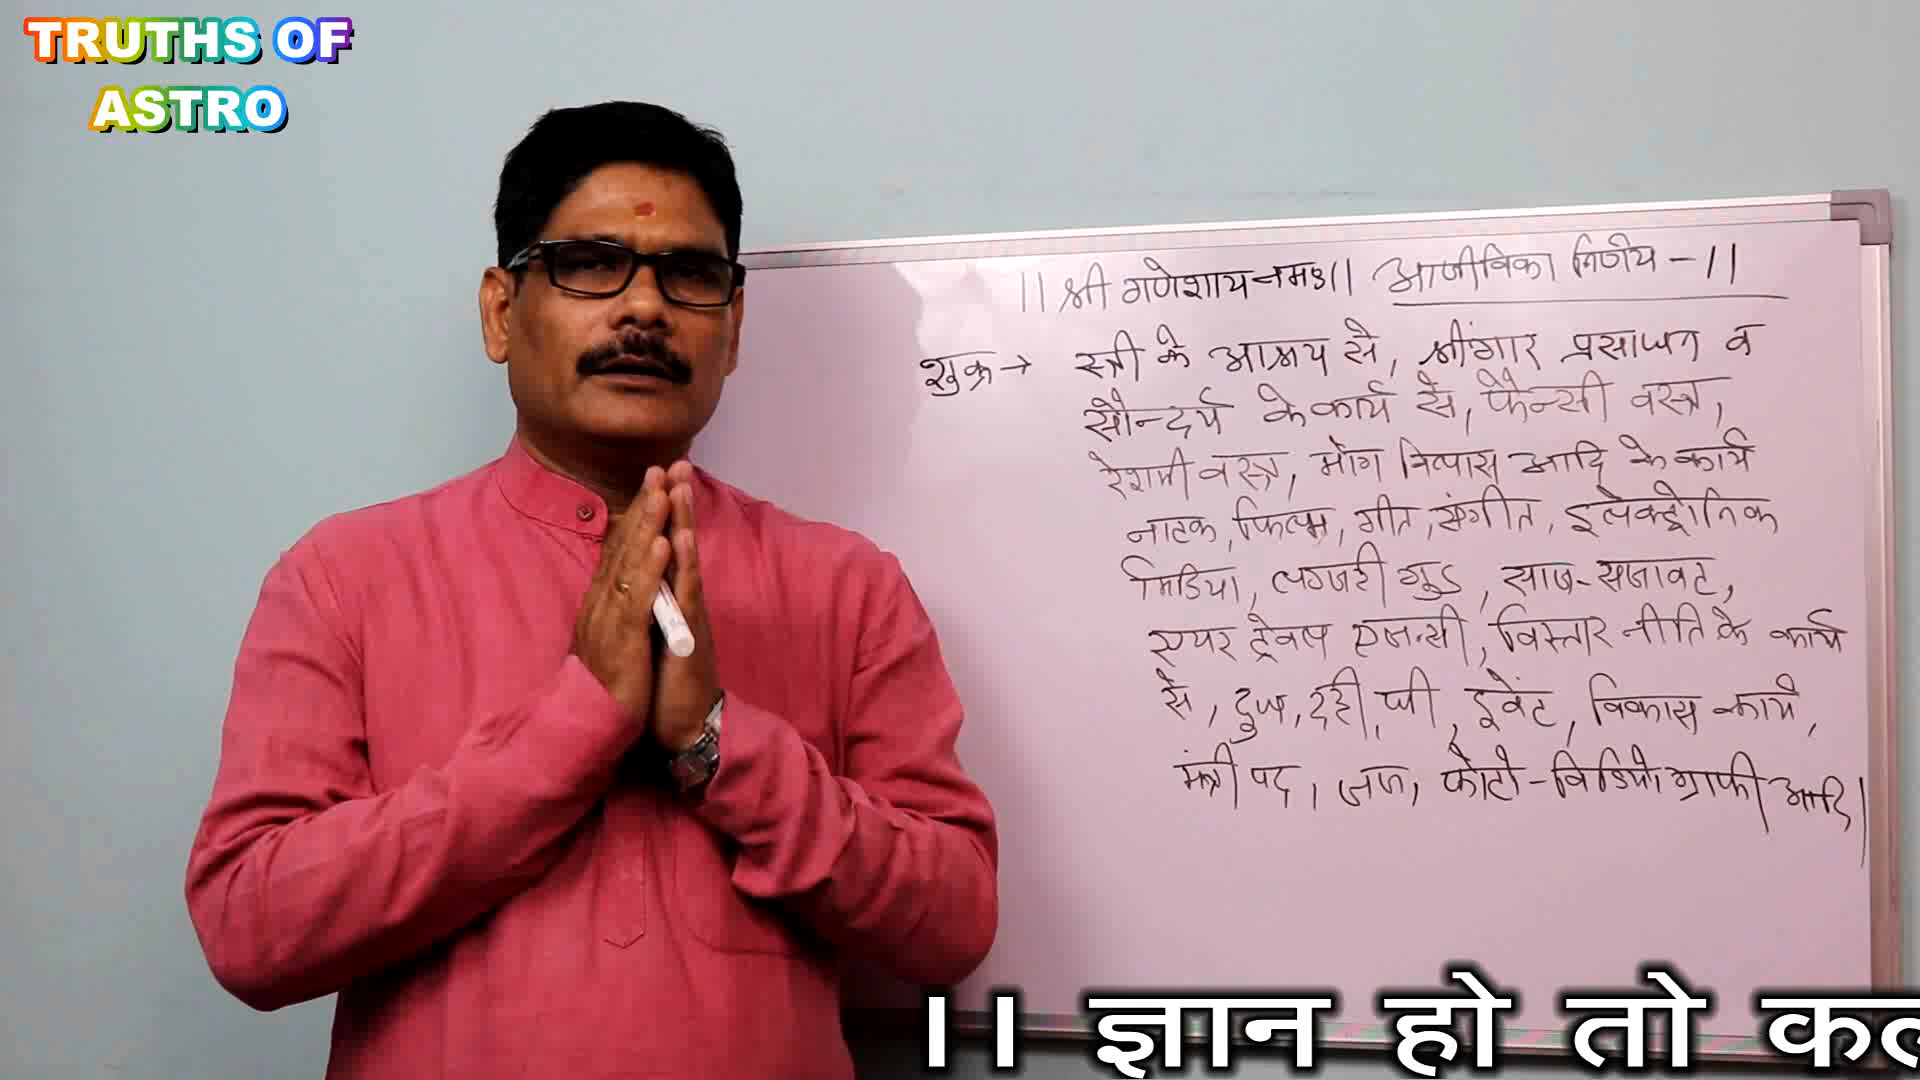 TRUTHS OF
ASTRO
।। श्री गणेशाय नमः।। आजीविका निर्णय - ।।
शुक्र → स्त्री के आश्रय से, श्रींगार प्रसाधन व
सौन्दर्य के कार्य से, फैन्सी वस्त्र,
रेशमी वस्त्र, भोग विलास आदि के कार्य
नाटक, फिल्म, गीत, संगीत, इलेक्ट्रोनिक
मिडिया, लग्जरी गुड, साज-सजावट,
एयर ट्रेवल एजन्सी, विस्तार नीति के कार्य
से, दुध, दही, घी, इवेंट, विकास कार्य,
मंत्री पद, जज, फोटो-विडियोग्राफी आदि।
।। ज्ञान हो तो कल